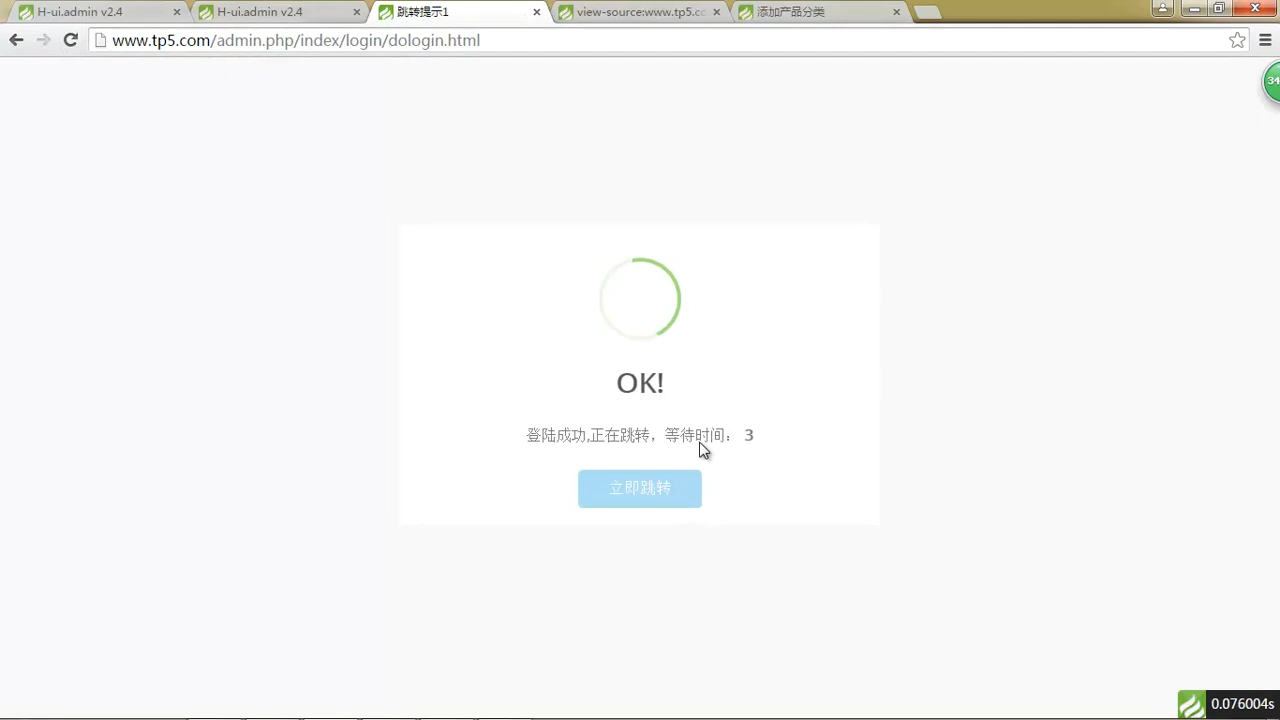 H-ui.admin v2.4
H-ui.admin v2.4
跳转提示1
view-source:www.tp5.cc
添加产品分类
www.tp5.com/admin.php/index/login/dologin.html
34
OK!
登陆成功,正在跳转，等待时间： 3
立即跳转
0.076004s